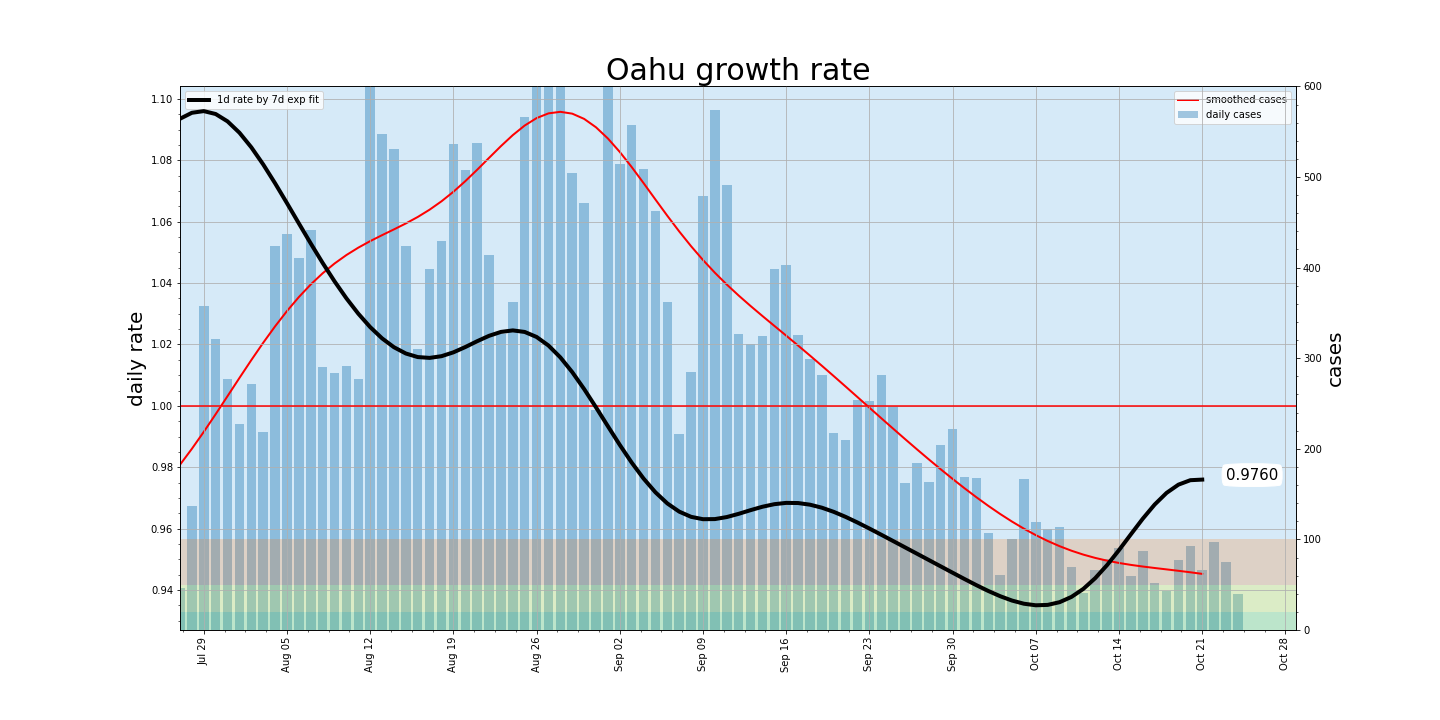 Oahu growth rate
1d rate by 7d exp fit
smoothed cases
daily cases
daily rate
1.10
1.08
1.06
1.04
1.02
1.00
0.98
0.96
0.94
600
500
400
300
200
100
0
cases
0.9760
Jul 29
Aug 05
Aug 12
Aug 19
Aug 26
Sep 02
Sep 09
Sep 16
Sep 23
Sep 30
Oct 07
Oct 14
Oct 21
Oct 28